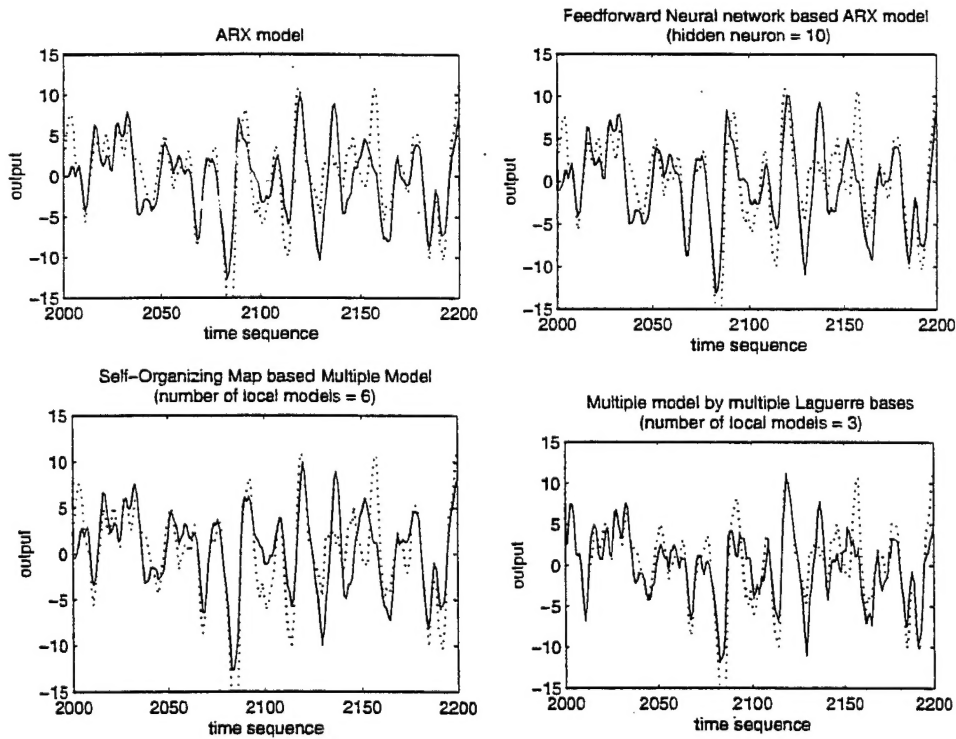 ARX model
15
10
5
0
−5
−10
−15
output
2000 2050 2100 2150 2200
time sequence
Feedforward Neural network based ARX model
(hidden neuron = 10)
15
10
5
0
−5
−10
−15
output
2000 2050 2100 2150 2200
time sequence
Self−Organizing Map based Multiple Model
(number of local models = 6)
15
10
5
0
−5
−10
−15
output
2000 2050 2100 2150 2200
time sequence
Multiple model by multiple Laguerre bases
(number of local models = 3)
15
10
5
0
−5
−10
−15
output
2000 2050 2100 2150 2200
time sequence